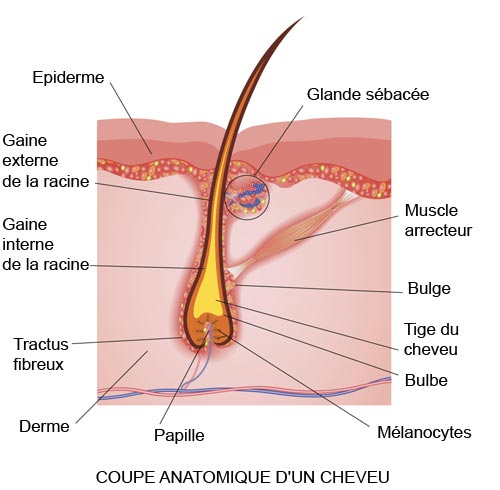 Epiderme
Glande sébacée
Gaine
externe
de la racine
Muscle
arrecteur
Gaine
interne
de la racine
Bulge
Tige du
cheveu
Tractus
fibreux
Bulbe
Derme
Papille
Mélanocytes
COUPE ANATOMIQUE D'UN CHEVEU